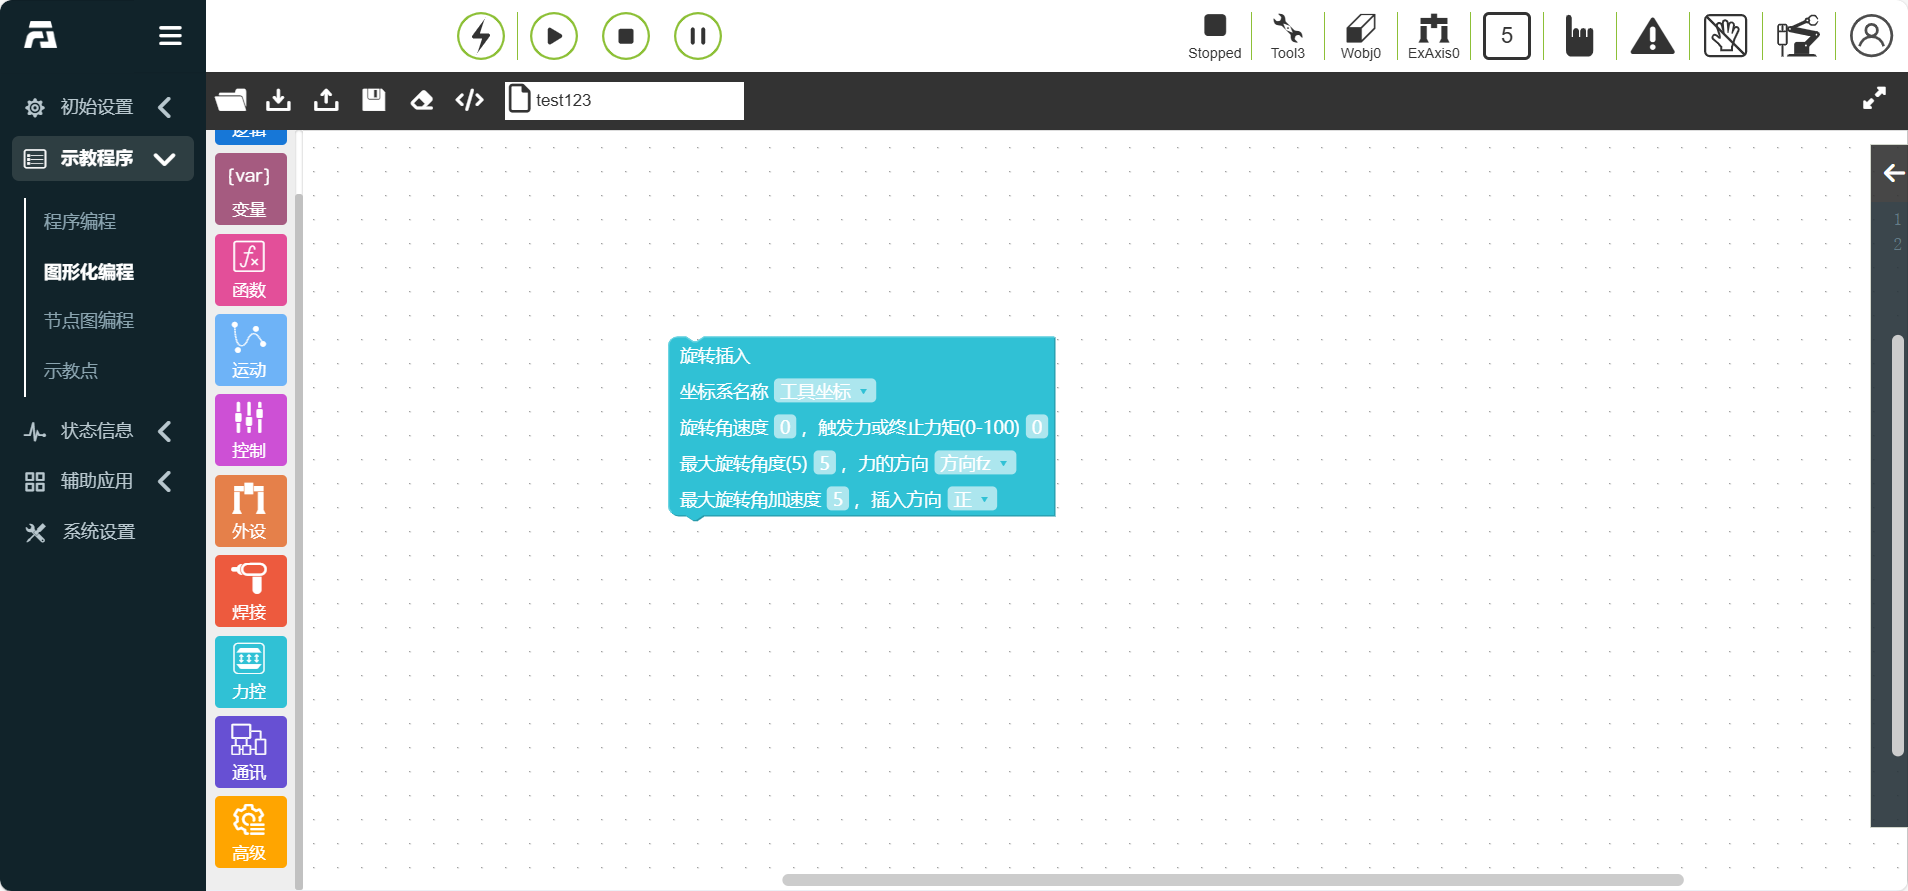 Stopped
Tool3
Wobj0
ExAxis0
5
test123
初始设置
示教程序
程序编程
图形化编程
节点图编程
示教点
状态信息
辅助应用
系统设置
逻辑
{var}
变量
函数
运动
控制
外设
焊接
力控
通讯
高级
旋转插入
坐标系名称 工具坐标
旋转角速度 0 ，触发力或终止力矩(0-100) 0
最大旋转角度(5) 5 ，力的方向 方向fz
最大旋转角加速度 5 ，插入方向 正
1
2